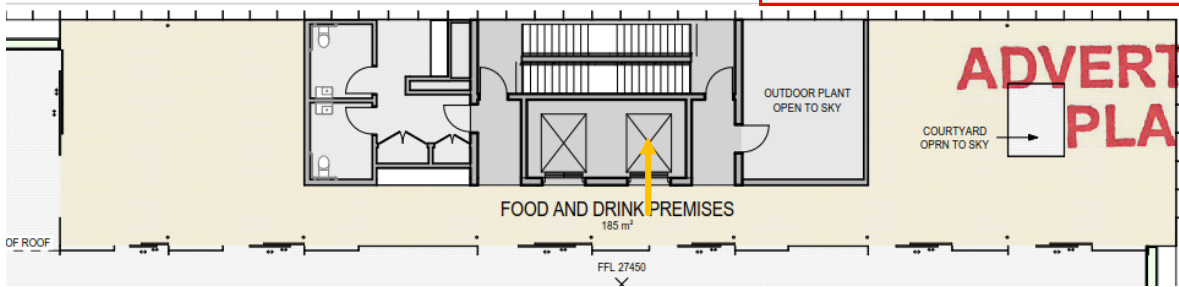 ADVERT
PLA
OUTDOOR PLANT
OPEN TO SKY
COURTYARD
OPRN TO SKY
FOOD AND DRINK PREMISES
185 m²
OF ROOF
FFL 27450